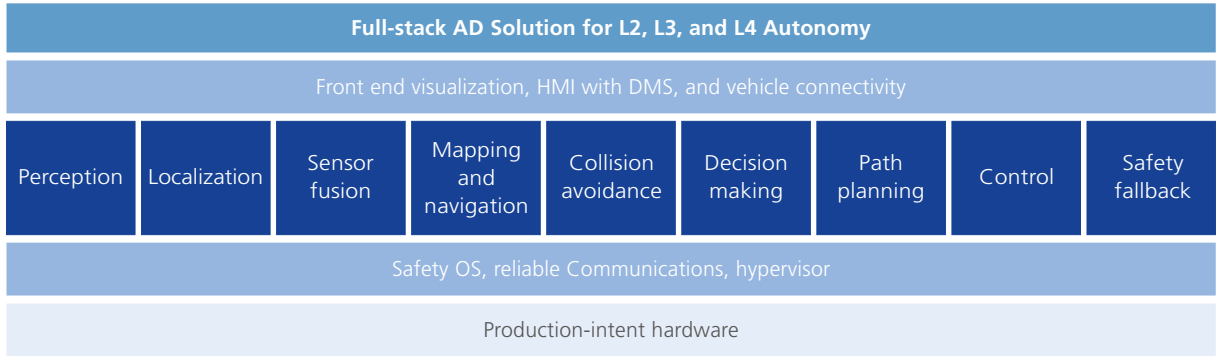 Full-stack AD Solution for L2, L3, and L4 Autonomy
Front end visualization, HMI with DMS, and vehicle connectivity
Perception
Localization
Sensor
fusion
Mapping
and
navigation
Collision
avoidance
Decision
making
Path
planning
Control
Safety
fallback
Safety OS, reliable Communications, hypervisor
Production-intent hardware